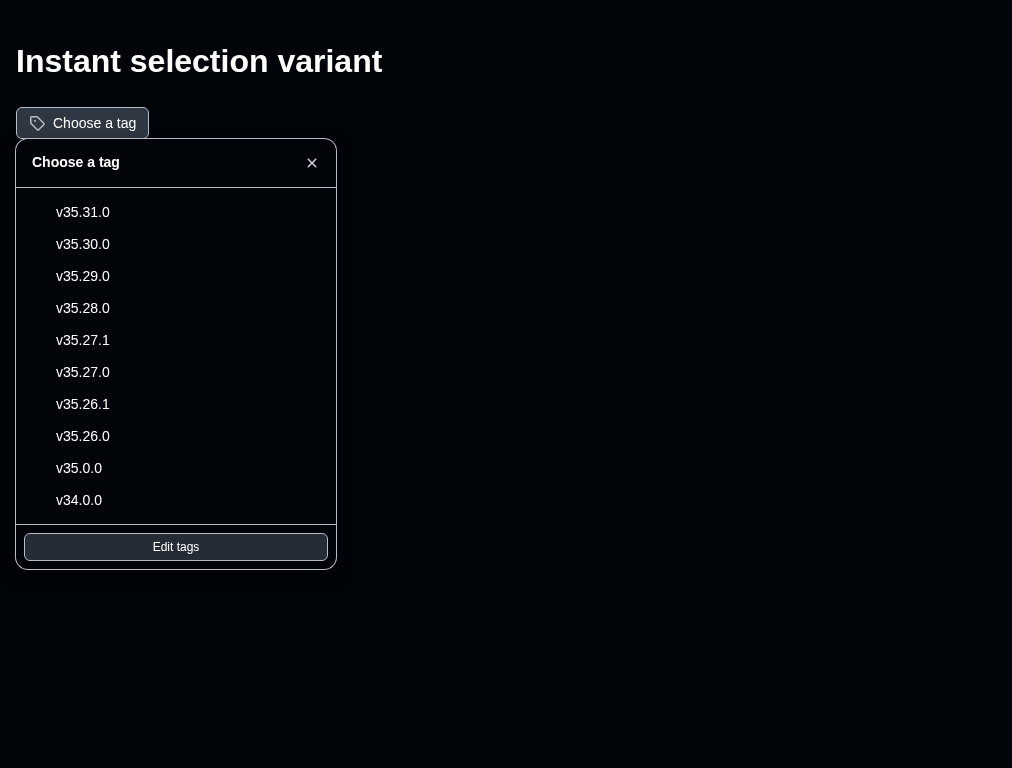 Instant selection variant
Choose a tag
Choose a tag
v35.31.0
v35.30.0
v35.29.0
v35.28.0
v35.27.1
v35.27.0
v35.26.1
v35.26.0
v35.0.0
v34.0.0
Edit tags